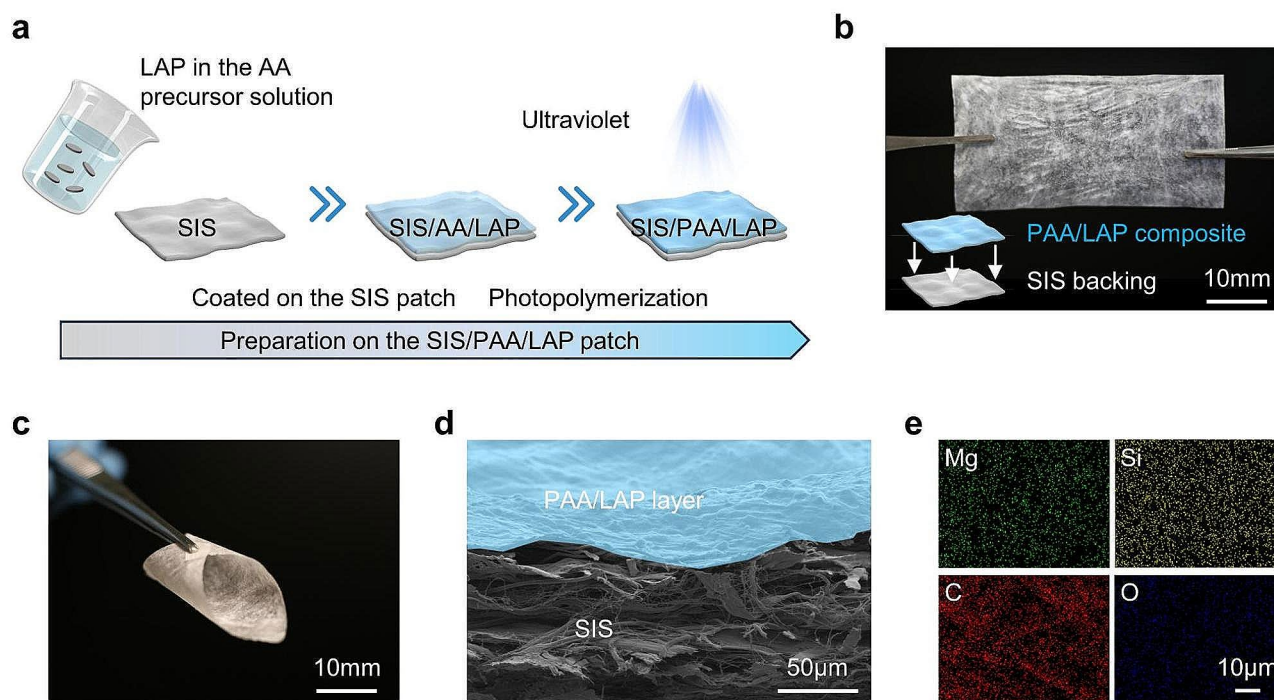 a
LAP in the AA
precursor solution
Ultraviolet
SIS
SIS/AA/LAP
SIS/PAA/LAP
Coated on the SIS patch
Photopolymerization
Preparation on the SIS/PAA/LAP patch
b
PAA/LAP composite
SIS backing
10mm
c
10mm
d
PAA/LAP layer
SIS
50μm
e
Mg
Si
C
O
10μm